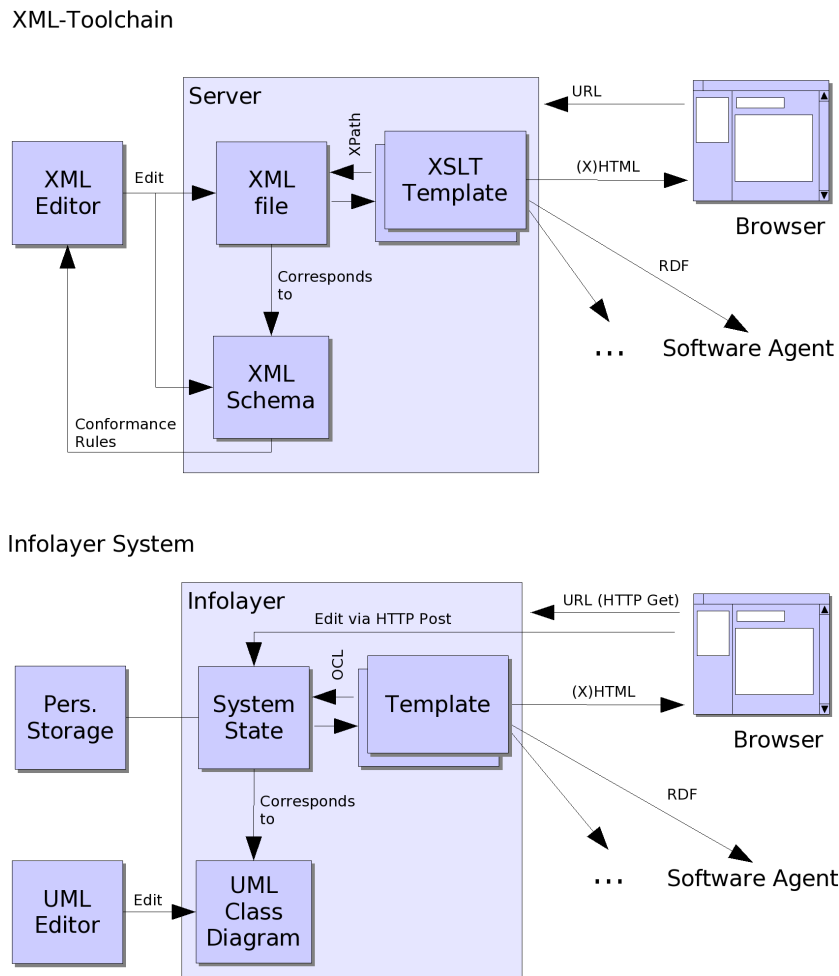 XML-Toolchain
Server
URL
XPath
XML
Editor
Edit
XML
file
XSLT
Template
(X)HTML
Browser
Corresponds
to
RDF
...
Software Agent
XML
Schema
Conformance
Rules
Infolayer System
Infolayer
URL (HTTP Get)
Edit via HTTP Post
OCL
Pers.
Storage
System
State
Template
(X)HTML
Browser
Corresponds
to
RDF
...
Software Agent
UML
Editor
Edit
UML
Class
Diagram